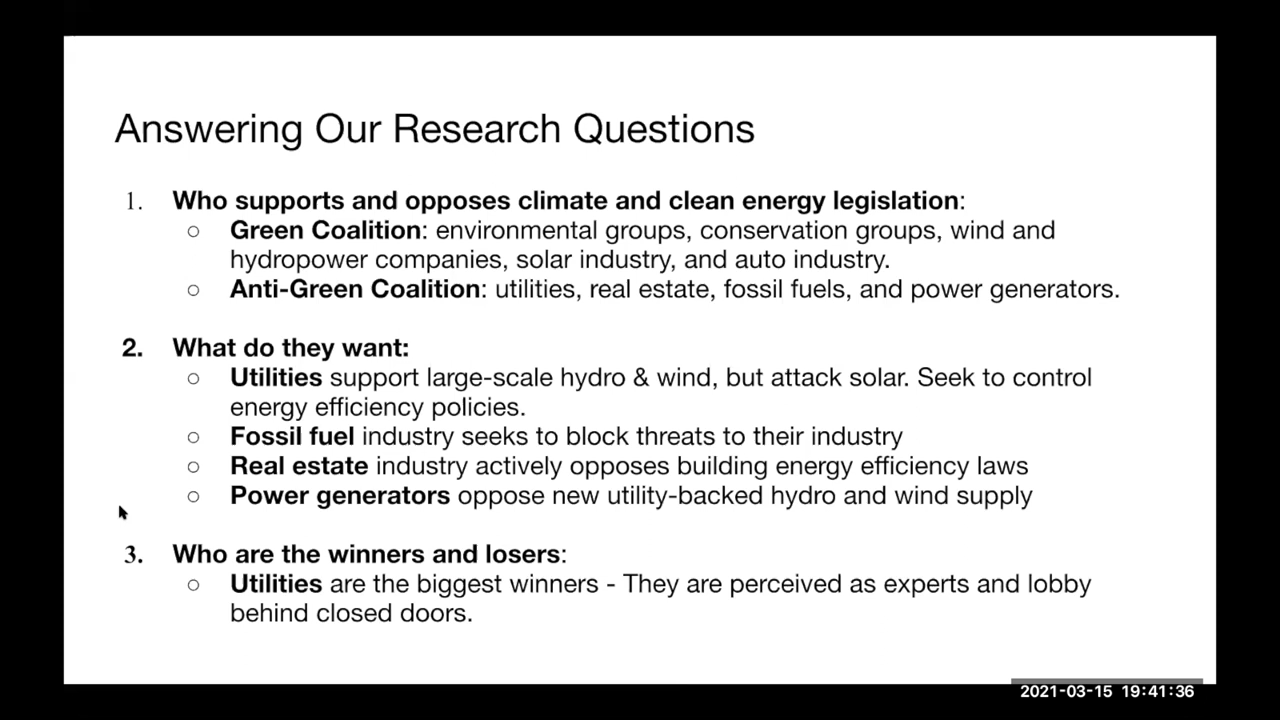 Answering Our Research Questions
1. Who supports and opposes climate and clean energy legislation:
○ Green Coalition: environmental groups, conservation groups, wind and
hydropower companies, solar industry, and auto industry.
○ Anti-Green Coalition: utilities, real estate, fossil fuels, and power generators.
2. What do they want:
○ Utilities support large-scale hydro & wind, but attack solar. Seek to control
energy efficiency policies.
○ Fossil fuel industry seeks to block threats to their industry
○ Real estate industry actively opposes building energy efficiency laws
○ Power generators oppose new utility-backed hydro and wind supply
3. Who are the winners and losers:
○ Utilities are the biggest winners - They are perceived as experts and lobby
behind closed doors.
2021-03-15 19:41:36